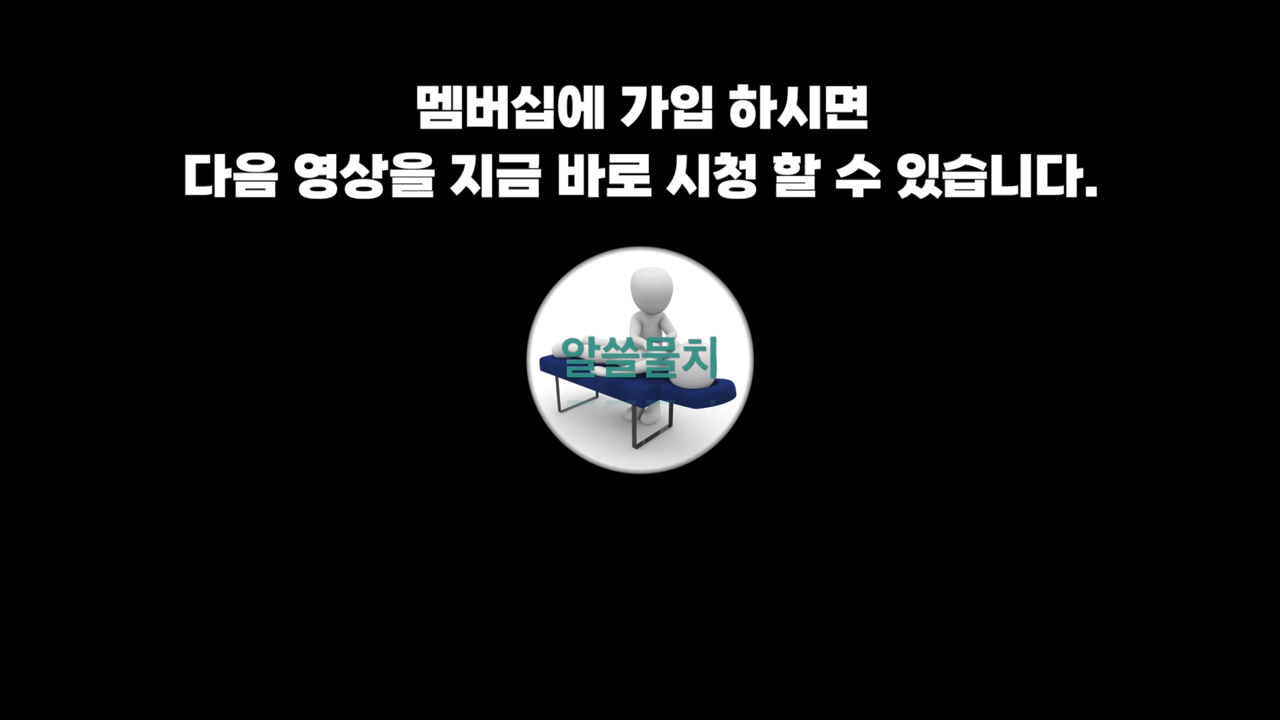 멤버십에 가입 하시면
다음 영상을 지금 바로 시청 할 수 있습니다.
알쓸물치